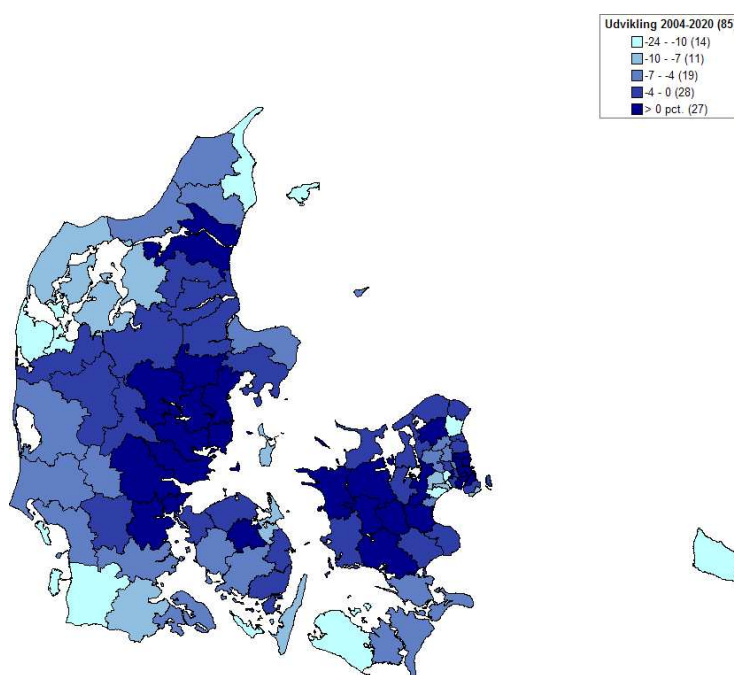 Udvikling 2004-2020 (85)
-24 - -10 (14)
-10 - -7 (11)
-7 - -4 (19)
-4 - 0 (28)
> 0 pct. (27)